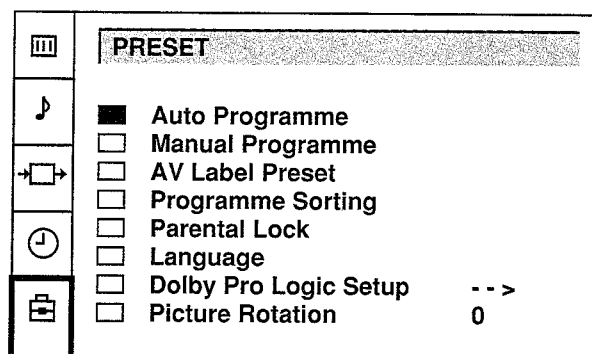 PRESET
Auto Programme
Manual Programme
AV Label Preset
Programme Sorting
Parental Lock
Language
Dolby Pro Logic Setup - - >
Picture Rotation 0